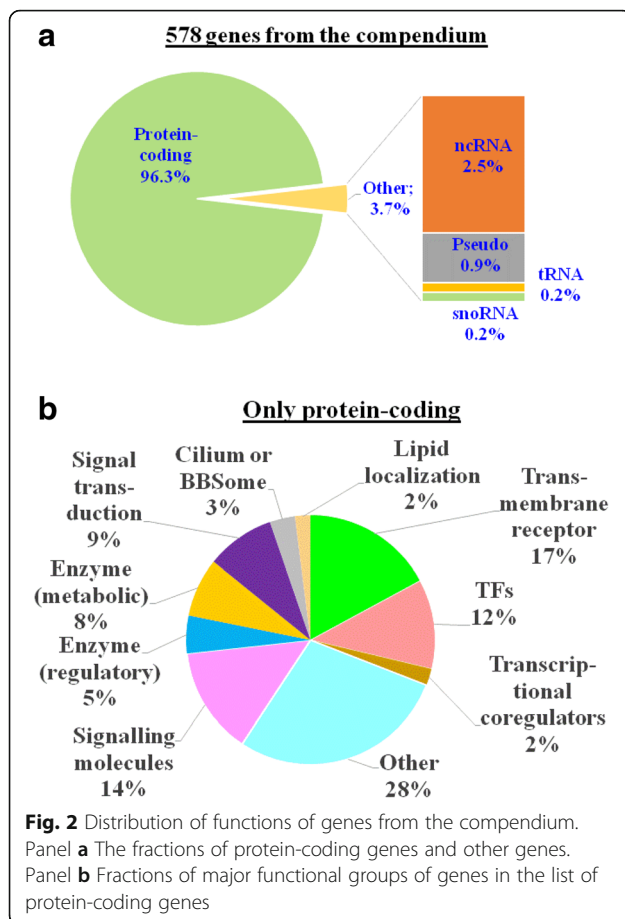 a
578 genes from the compendium
Protein-
coding
96.3%
Other;
3.7%
ncRNA
2.5%
Pseudo
0.9%
tRNA
0.2%
snoRNA
0.2%
b
Only protein-coding
Signal
trans-
duction
9%
Cilium or
BBSome
3%
Lipid
localization
2%
Trans-
membrane
receptor
17%
Enzyme
(metabolic)
8%
TFs
12%
Enzyme
(regulatory)
5%
Transcrip-
tional
coregulators
2%
Signalling
molecules
14%
Other
28%
Fig. 2 Distribution of functions of genes from the compendium.
Panel a The fractions of protein-coding genes and other genes.
Panel b Fractions of major functional groups of genes in the list of
protein-coding genes